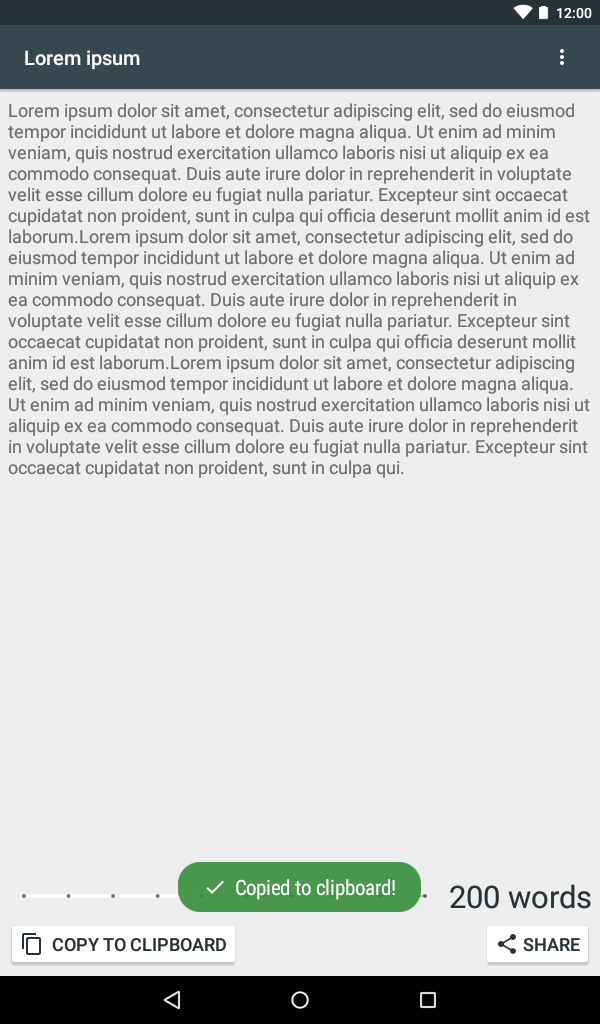 12:00
Lorem ipsum
Lorem ipsum dolor sit amet, consectetur adipiscing elit, sed do eiusmod
tempor incididunt ut labore et dolore magna aliqua. Ut enim ad minim
veniam, quis nostrud exercitation ullamco laboris nisi ut aliquip ex ea
commodo consequat. Duis aute irure dolor in reprehenderit in voluptate
velit esse cillum dolore eu fugiat nulla pariatur. Excepteur sint occaecat
cupidatat non proident, sunt in culpa qui officia deserunt mollit anim id est
laborum.Lorem ipsum dolor sit amet, consectetur adipiscing elit, sed do
eiusmod tempor incididunt ut labore et dolore magna aliqua. Ut enim ad
minim veniam, quis nostrud exercitation ullamco laboris nisi ut aliquip ex
ea commodo consequat. Duis aute irure dolor in reprehenderit in
voluptate velit esse cillum dolore eu fugiat nulla pariatur. Excepteur sint
occaecat cupidatat non proident, sunt in culpa qui officia deserunt mollit
anim id est laborum.Lorem ipsum dolor sit amet, consectetur adipiscing
elit, sed do eiusmod tempor incididunt ut labore et dolore magna aliqua.
Ut enim ad minim veniam, quis nostrud exercitation ullamco laboris nisi ut
aliquip ex ea commodo consequat. Duis aute irure dolor in reprehenderit
in voluptate velit esse cillum dolore eu fugiat nulla pariatur. Excepteur sint
occaecat cupidatat non proident, sunt in culpa qui.
Copied to clipboard!
200 words
COPY TO CLIPBOARD
SHARE